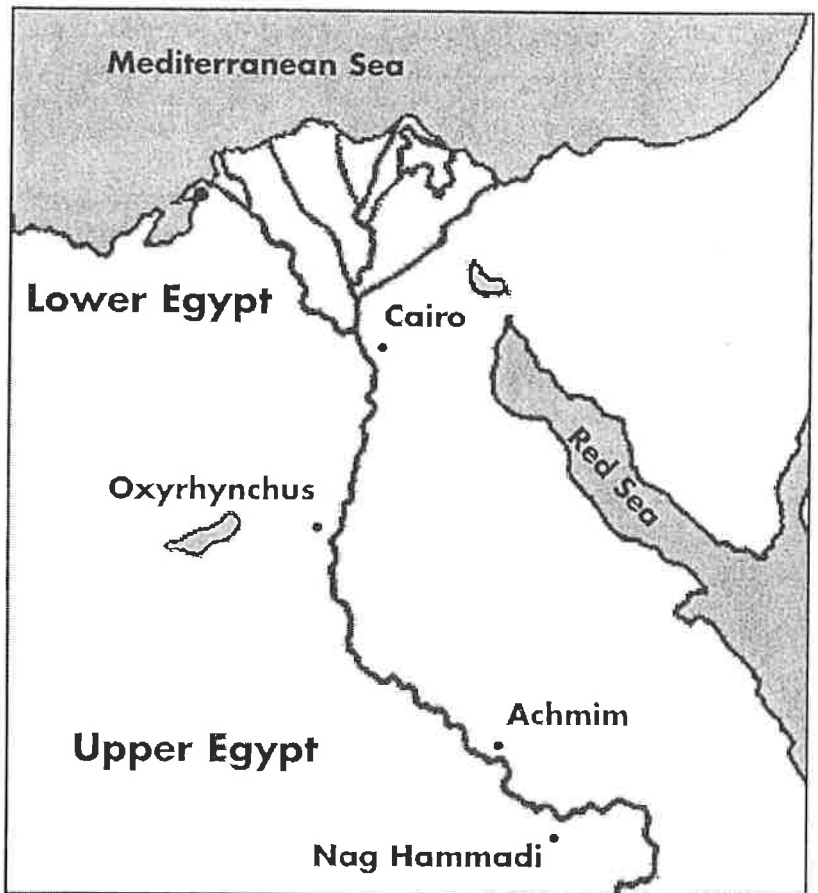 Mediterranean Sea
Lower Egypt
Cairo
Red Sea
Oxyrhynchus
Achmim
Upper Egypt
Nag Hammadi